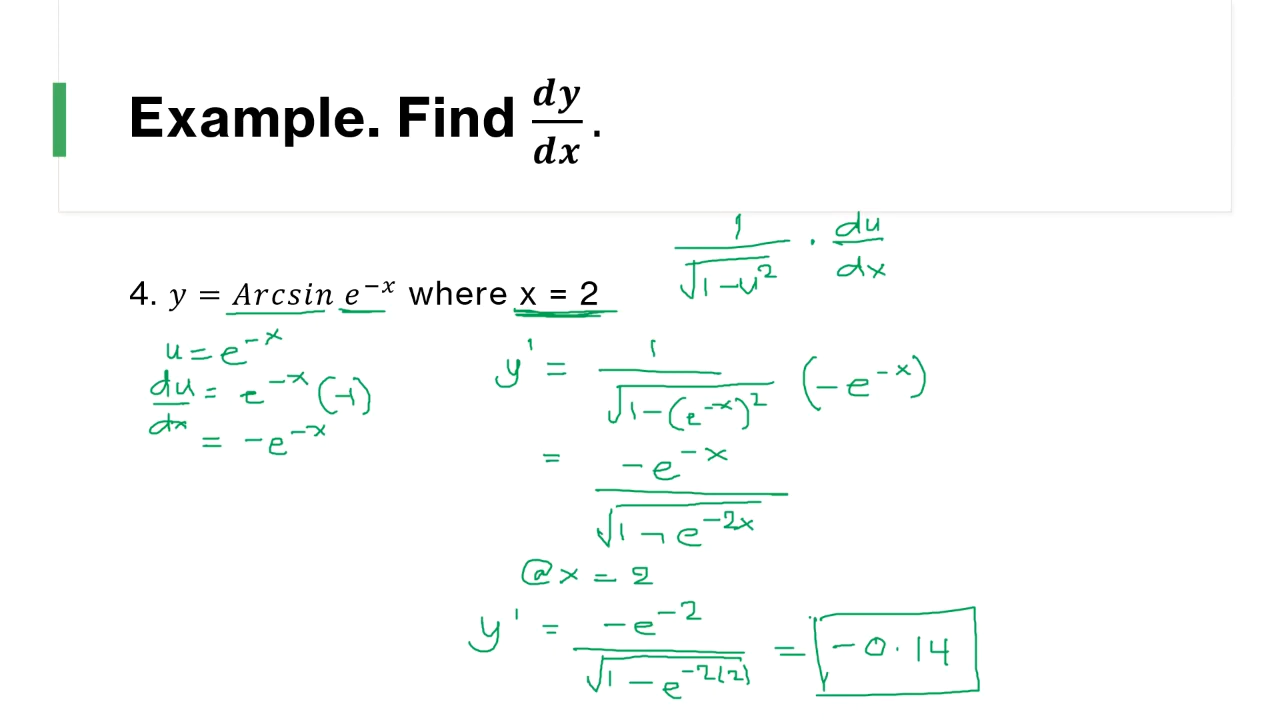 Example. Find dy/dx.
1/√(1-u²) · du/dx
4. y = Arcsin e^(-x) where x = 2
u = e^(-x)
du/dx = e^(-x) (-1)
= -e^(-x)
y' = 1/√(1-(e^(-x))²) (-e^(-x))
= -e^(-x)/√(1-e^(-2x))
@ x = 2
y' = -e^(-2)/√(1-e^(-2(2))) = -0.14